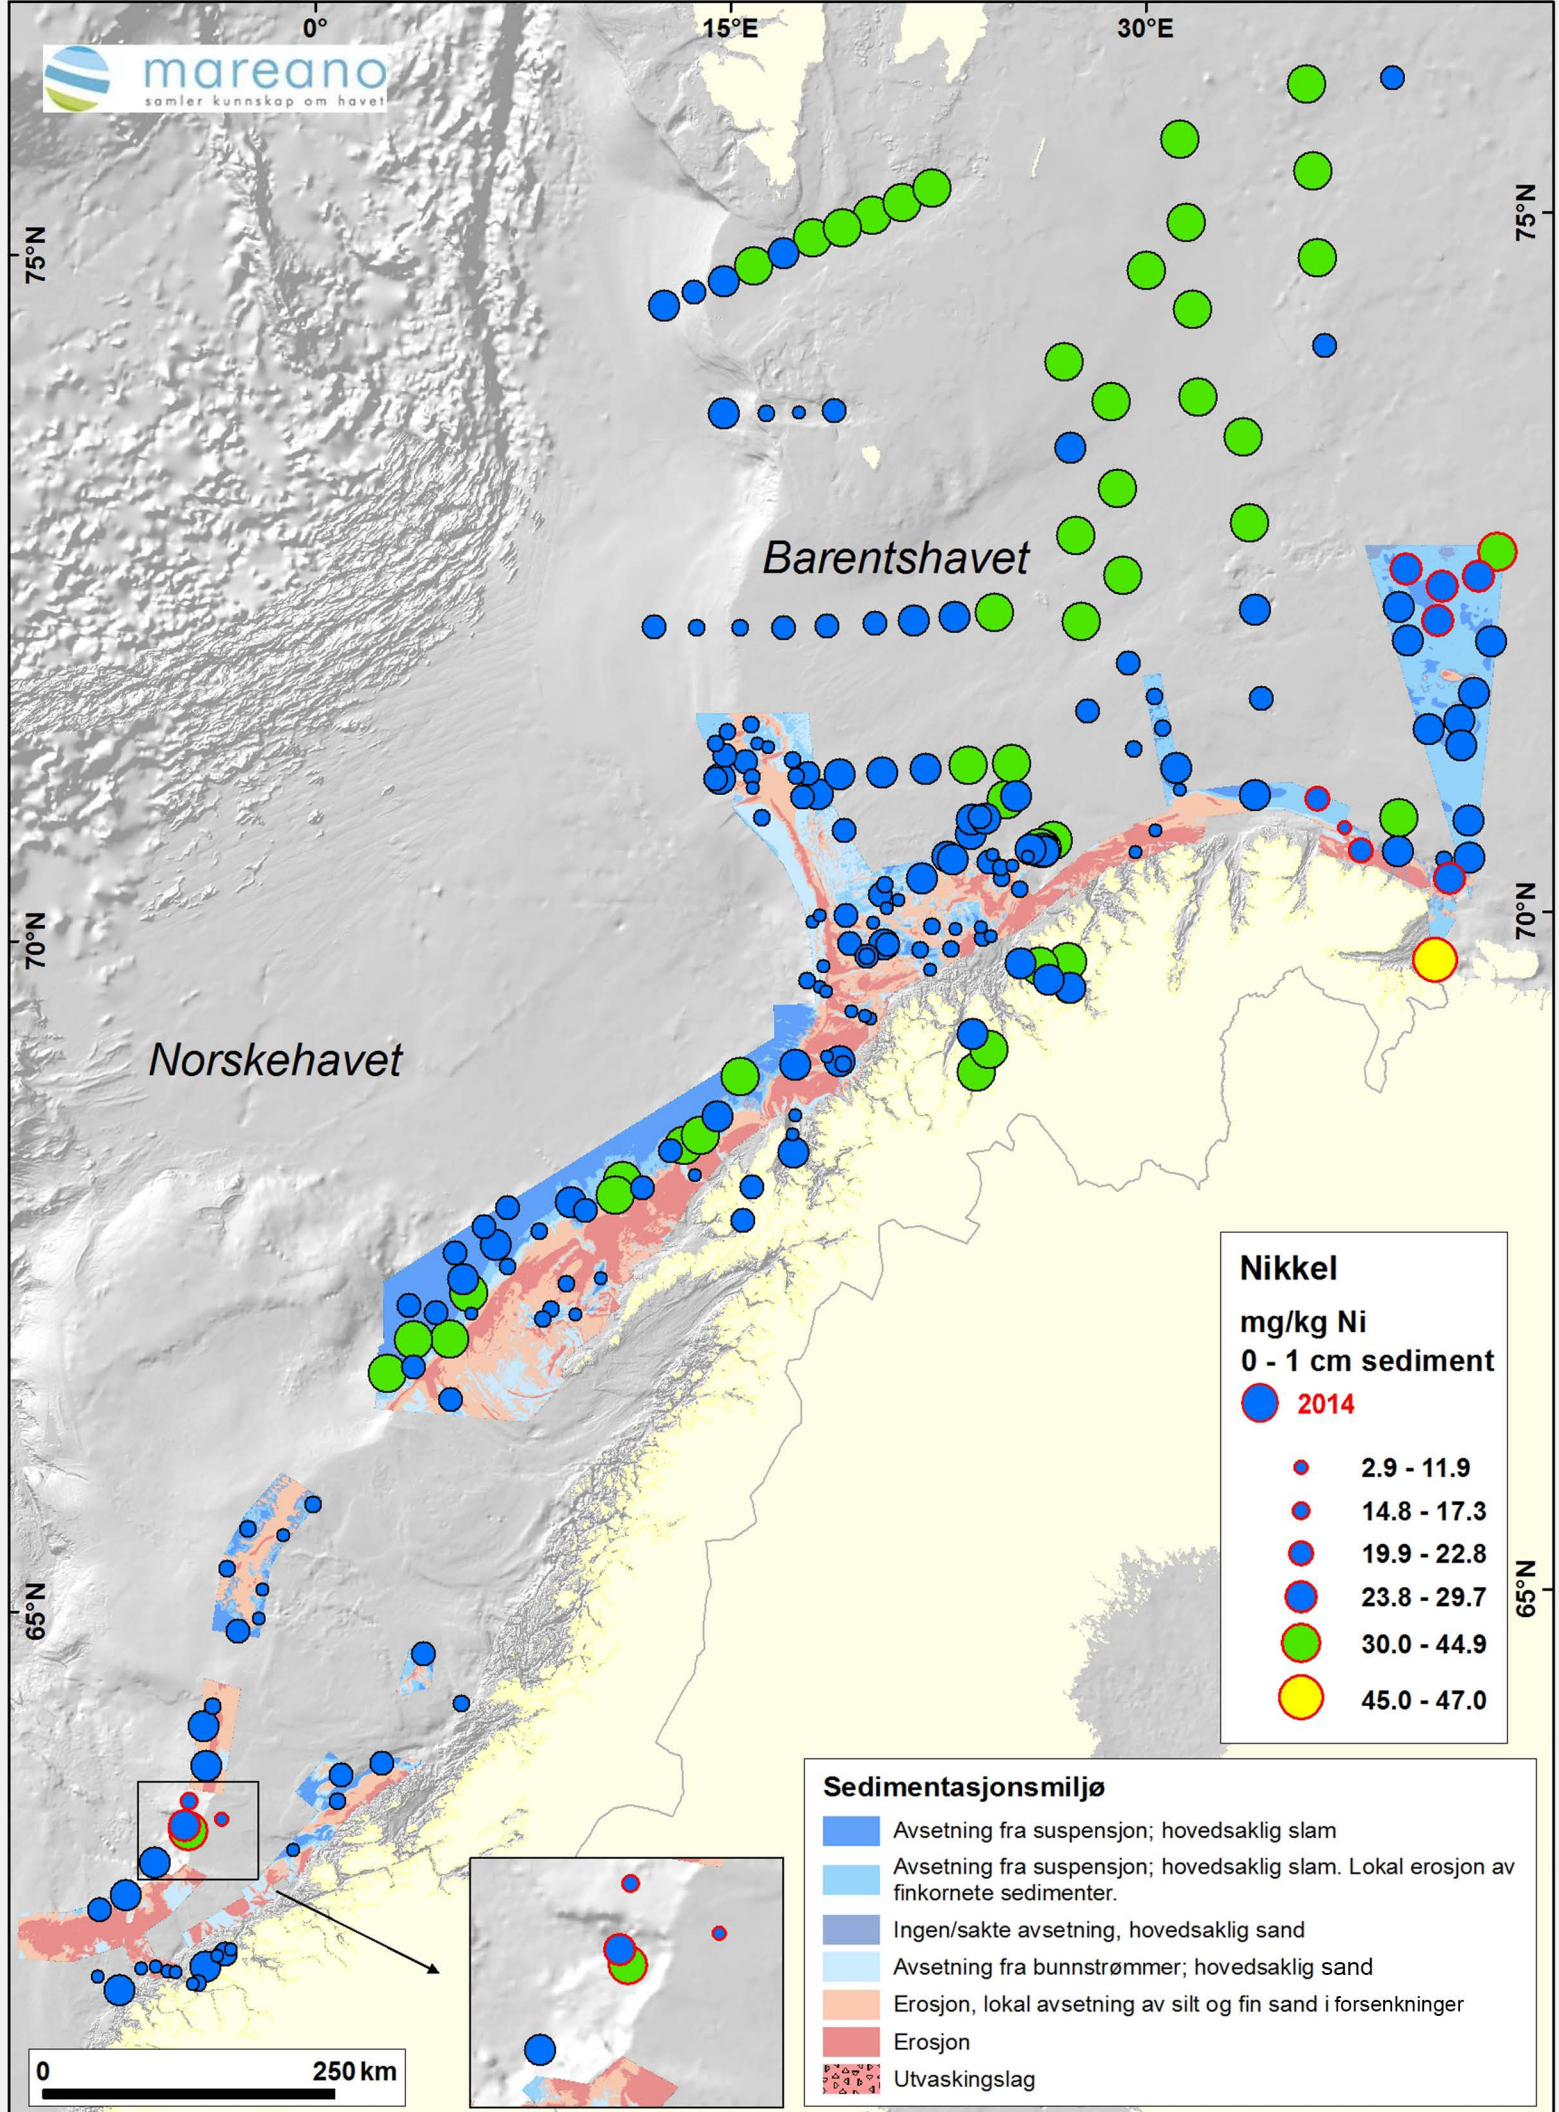 0°
15°E
30°E
mareano
samler kunnskap om havet
75°N
75°N
Barentshavet
70°N
70°N
Norskehavet
Nikkel
mg/kg Ni
0 - 1 cm sediment
2014
2.9 - 11.9
14.8 - 17.3
19.9 - 22.8
23.8 - 29.7
30.0 - 44.9
45.0 - 47.0
65°N
65°N
Sedimentasjonsmiljø
Avsetning fra suspensjon; hovedsaklig slam
Avsetning fra suspensjon; hovedsaklig slam. Lokal erosjon av
finkornete sedimenter.
Ingen/sakte avsetning, hovedsaklig sand
Avsetning fra bunnstrømmer; hovedsaklig sand
Erosjon, lokal avsetning av silt og fin sand i forsenkninger
Erosjon
Utvaskingslag
0 250 km